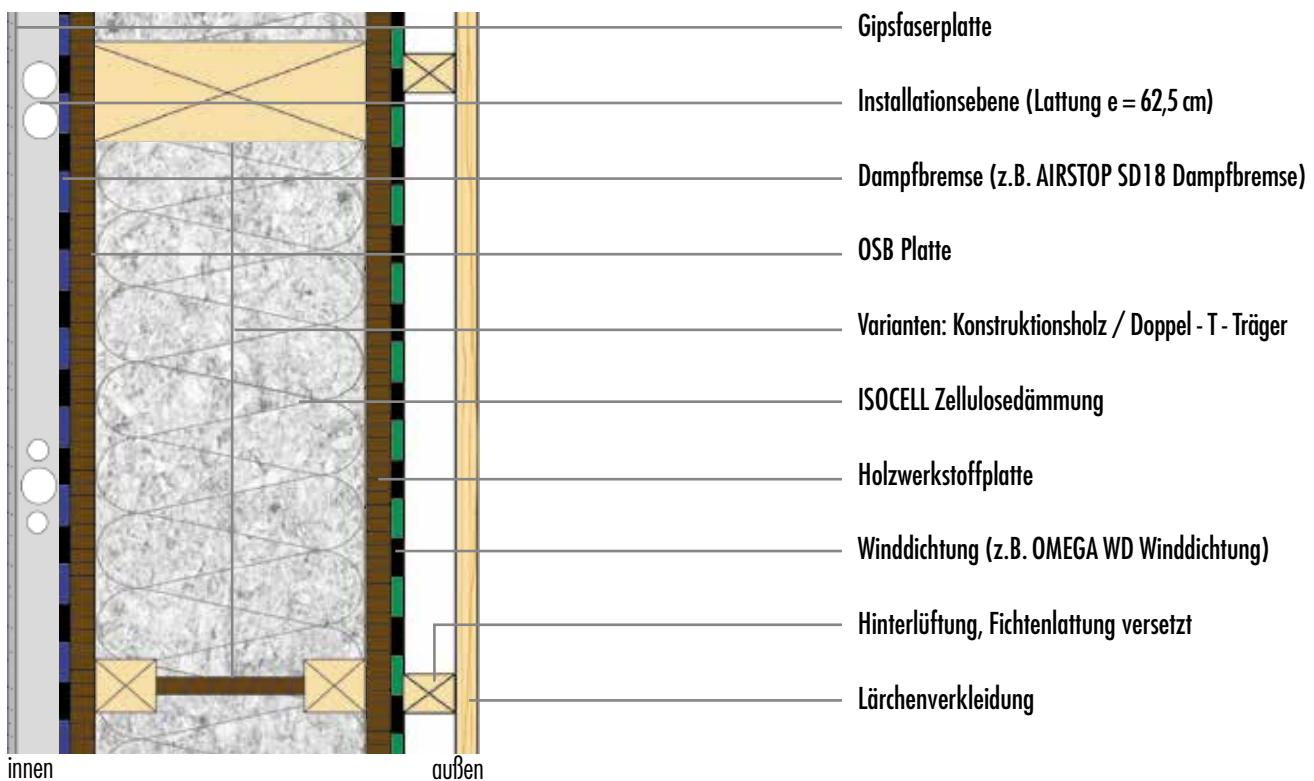 Gipsfaserplatte
Installationsebene (Lattung e = 62,5 cm)
Dampfbremse (z.B. AIRSTOP SD18 Dampfbremse)
OSB Platte
Varianten: Konstruktionsholz / Doppel - T - Träger
ISOCELL Zellulosedämmung
Holzwerkstoffplatte
Winddichtung (z.B. OMEGA WD Winddichtung)
Hinterlüftung, Fichtenlattung versetzt
Lärchenverkleidung
innen
außen